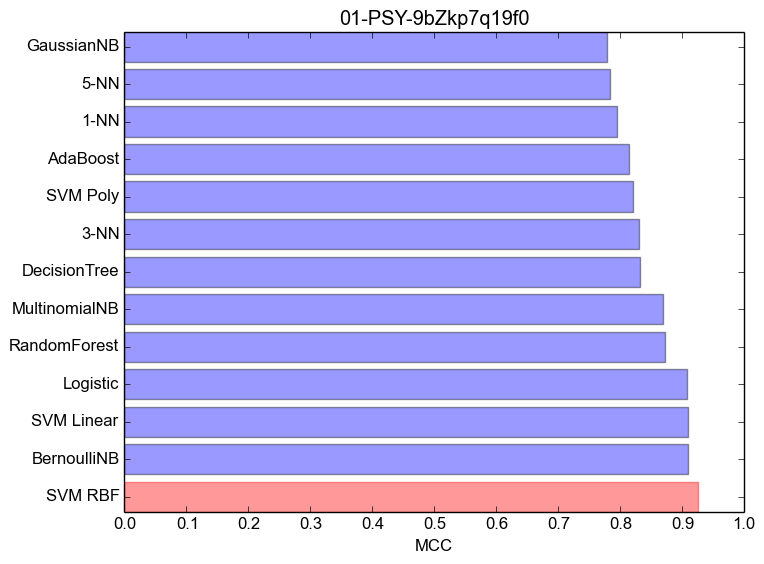 01-PSY-9bZkp7q19f0
GaussianNB
5-NN
1-NN
AdaBoost
SVM Poly
3-NN
DecisionTree
MultinomialNB
RandomForest
Logistic
SVM Linear
BernoulliNB
SVM RBF
0.0 0.1 0.2 0.3 0.4 0.5 0.6 0.7 0.8 0.9 1.0
MCC